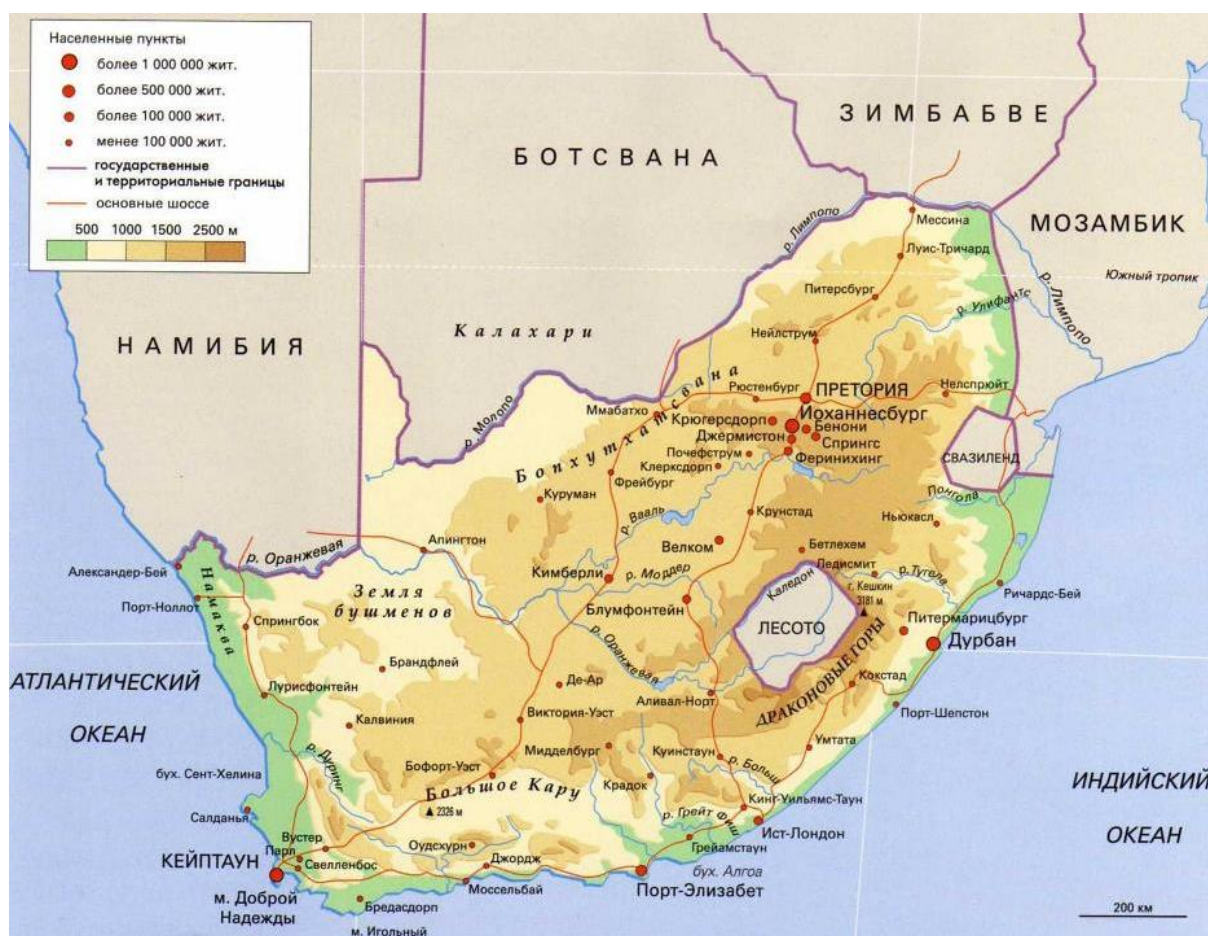 Населенные пункты
более 1 000 000 жит.
более 500 000 жит.
более 100 000 жит.
менее 100 000 жит.
государственные
и территориальные границы
основные шоссе
500 1000 1500 2500 м
ЗИМБАБВЕ
БОТСВАНА
МОЗАМБИК
НАМИБИЯ
Калахари
Южный тропик
р. Лимпопо
р. Лимпопо
Мессина
Луис-Тричард
Питерсбург
р. Улифантс
Нейлструм
р. Молопо
Бопхутхатсвана
Ммабатхо
Рюстенбург
ПРЕТОРИЯ
Нелспрюйт
Крюгерсдорп
Йоханнесбург
Бенони
Джермистон
Спрингс
Почефструм
Феринихинг
Клерксдорп
СВАЗИЛЕНД
Фрейбург
Куруман
р. Вааль
Крунстад
Понгола
Ньюкасл
Велком
Бетлехем
Ледисмит
р. Тугела
р. Оранжевая
Апингтон
Александер-Бей
Намаква
Порт-Ноллот
Спрингбок
Земля
бушменов
Кимберли
р. Моддер
Блумфонтейн
Каледон
г. Кешкин
3181 м
Ричардс-Бей
Питермарицбург
ЛЕСОТО
Дурбан
р. Оранжевая
Брандфлей
ДРАКОНОВЫЕ ГОРЫ
АТЛАНТИЧЕСКИЙ
ОКЕАН
Лурисфонтейн
Де-Ар
Аливал-Норт
Кокстад
Порт-Шепстон
Калвиния
Виктория-Уэст
Мидделбург
Куинстаун
Умтата
р. Дуринг
бух. Сент-Хелина
Бофорт-Уэст
Крадок
р. Больш
Большое Кару
2326 м
Кинг-Уильямс-Таун
р. Грейт Фиш
Салданья
Ист-Лондон
ИНДИЙСКИЙ
ОКЕАН
Вустер
Парл
Оудсхурн
Грейамстаун
КЕЙПТАУН
Свелленбос
Джордж
бух. Алгоа
Моссельбай
Порт-Элизабет
м. Доброй
Надежды
Бредасдорп
м. Игольный
200 км